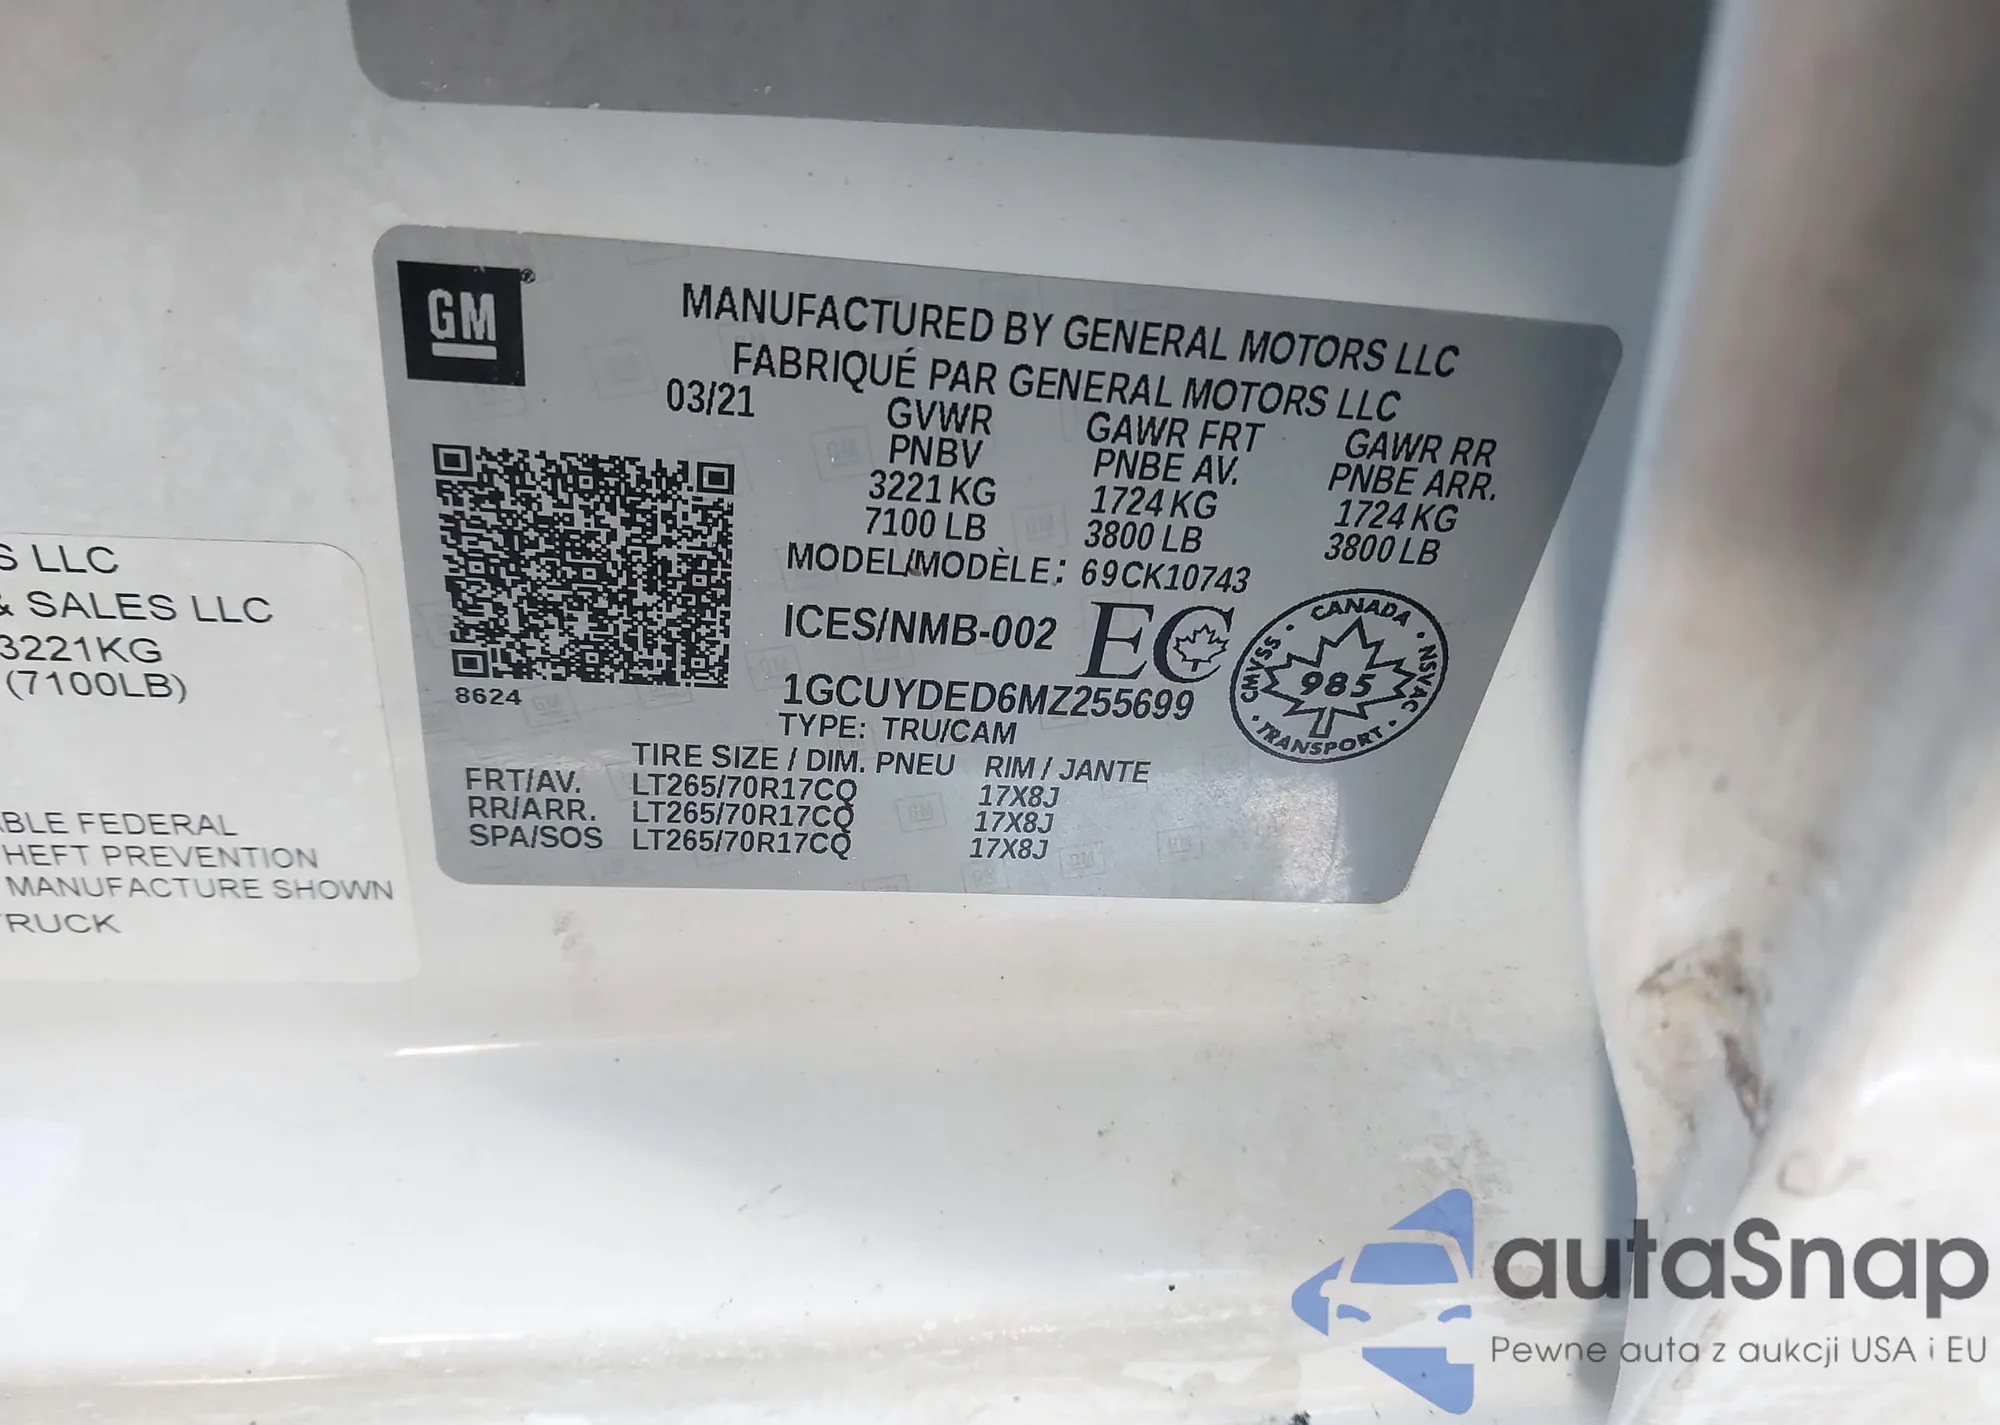 GM
MANUFACTURED BY GENERAL MOTORS LLC
FABRIQUÉ PAR GENERAL MOTORS LLC
03/21
GVWR GAWR FRT GAWR RR
PNBV PNBE AV. PNBE ARR.
3221 KG 1724 KG 1724 KG
7100 LB 3800 LB 3800 LB
MODEL/MODÈLE: 69CK10743
ICES/NMB-002 EC
CANADA · NSVAC · TRANSPORT · CMVSS ·
985
8624
1GCUYDED6MZ255699
TYPE: TRU/CAM
TIRE SIZE / DIM. PNEU RIM / JANTE
FRT/AV. LT265/70R17CQ 17X8J
RR/ARR. LT265/70R17CQ 17X8J
SPA/SOS LT265/70R17CQ 17X8J
S LLC
& SALES LLC
3221KG
(7100LB)
BLE FEDERAL
HEFT PREVENTION
MANUFACTURE SHOWN
RUCK
autaSnap
Pewne auta z aukcji USA i EU